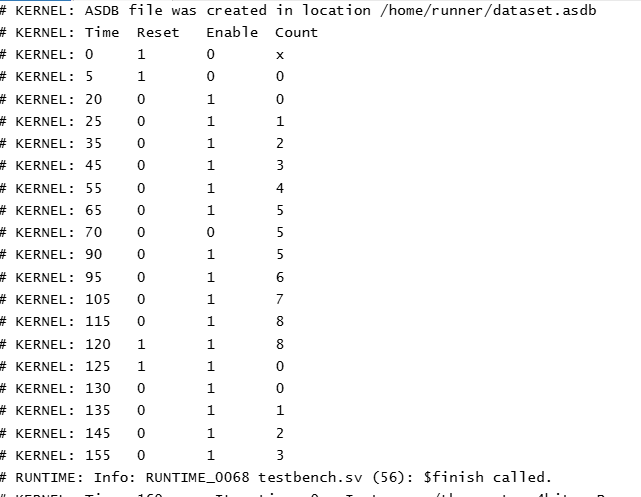 # KERNEL: ASDB file was created in location /home/runner/dataset.asdb
# KERNEL: Time Reset Enable Count
# KERNEL: 0 1 0 x
# KERNEL: 5 1 0 0
# KERNEL: 20 0 1 0
# KERNEL: 25 0 1 1
# KERNEL: 35 0 1 2
# KERNEL: 45 0 1 3
# KERNEL: 55 0 1 4
# KERNEL: 65 0 1 5
# KERNEL: 70 0 0 5
# KERNEL: 90 0 1 5
# KERNEL: 95 0 1 6
# KERNEL: 105 0 1 7
# KERNEL: 115 0 1 8
# KERNEL: 120 1 1 8
# KERNEL: 125 1 1 0
# KERNEL: 130 0 1 0
# KERNEL: 135 0 1 1
# KERNEL: 145 0 1 2
# KERNEL: 155 0 1 3
# RUNTIME: Info: RUNTIME_0068 testbench.sv (56): $finish called.